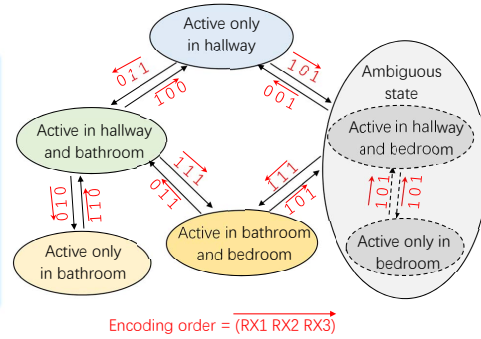 Active only
in hallway
011
100
101
001
Ambiguous
state
Active in hallway
and bathroom
Active in hallway
and bedroom
111
011
111
101
010
110
101
101
Active in bathroom
and bedroom
Active only
in bathroom
Active only in
bedroom
Encoding order = (RX1 RX2 RX3)